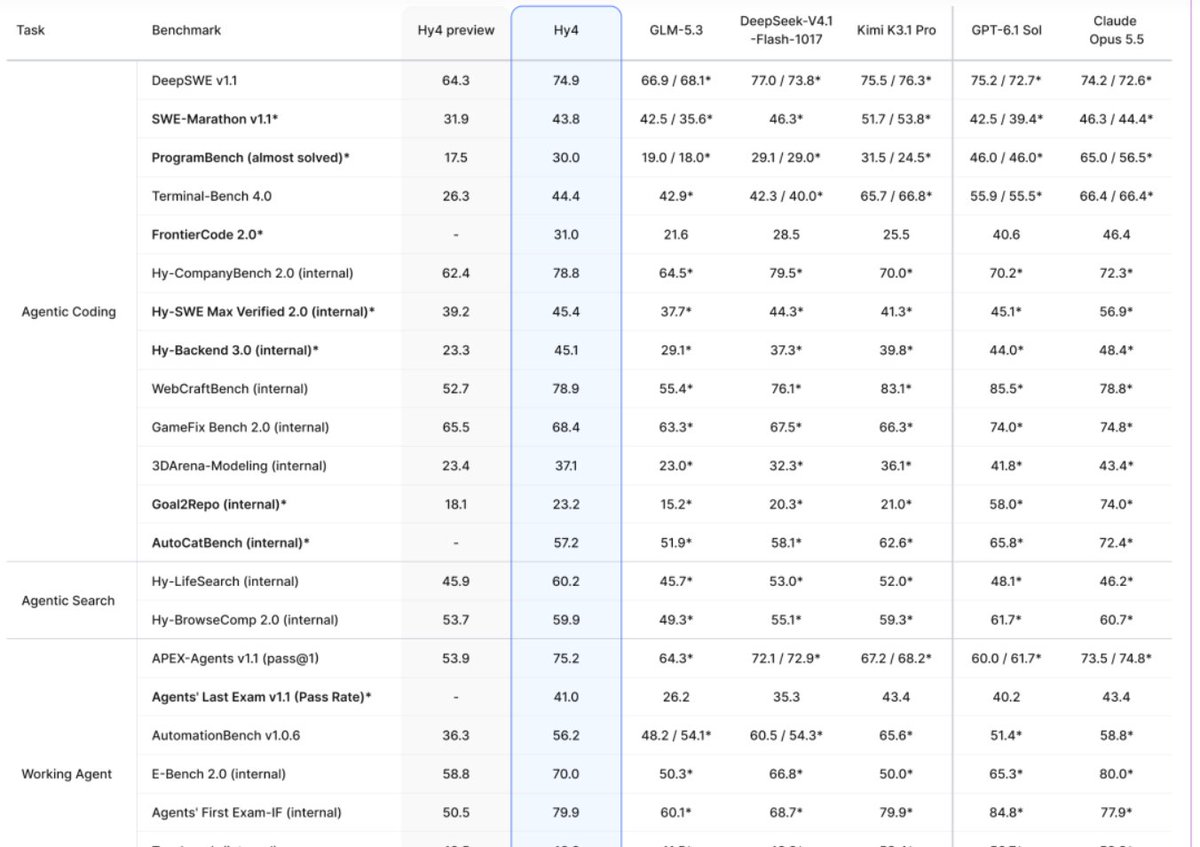 Task Benchmark Hy4 preview Hy4 GLM-5.3 DeepSeek-V4.1 -Flash-1017 Kimi K3.1 Pro GPT-6.1 Sol Claude Opus 5.5
DeepSWE v1.1 64.3 74.9 66.9 / 68.1* 77.0 / 73.8* 75.5 / 76.3* 75.2 / 72.7* 74.2 / 72.6*
SWE-Marathon v1.1* 31.9 43.8 42.5 / 35.6* 46.3* 51.7 / 53.8* 42.5 / 39.4* 46.3 / 44.4*
ProgramBench (almost solved)* 17.5 30.0 19.0 / 18.0* 29.1 / 29.0* 31.5 / 24.5* 46.0 / 46.0* 65.0 / 56.5*
Terminal-Bench 4.0 26.3 44.4 42.9* 42.3 / 40.0* 65.7 / 66.8* 55.9 / 55.5* 66.4 / 66.4*
FrontierCode 2.0* - 31.0 21.6 28.5 25.5 40.6 46.4
Hy-CompanyBench 2.0 (internal) 62.4 78.8 64.5* 79.5* 70.0* 70.2* 72.3*
Agentic Coding Hy-SWE Max Verified 2.0 (internal)* 39.2 45.4 37.7* 44.3* 41.3* 45.1* 56.9*
Hy-Backend 3.0 (internal)* 23.3 45.1 29.1* 37.3* 39.8* 44.0* 48.4*
WebCraftBench (internal) 52.7 78.9 55.4* 76.1* 83.1* 85.5* 78.8*
GameFix Bench 2.0 (internal) 65.5 68.4 63.3* 67.5* 66.3* 74.0* 74.8*
3DArena-Modeling (internal) 23.4 37.1 23.0* 32.3* 36.1* 41.8* 43.4*
Goal2Repo (internal)* 18.1 23.2 15.2* 20.3* 21.0* 58.0* 74.0*
AutoCatBench (internal)* - 57.2 51.9* 58.1* 62.6* 65.8* 72.4*
Agentic Search Hy-LifeSearch (internal) 45.9 60.2 45.7* 53.0* 52.0* 48.1* 46.2*
Hy-BrowseComp 2.0 (internal) 53.7 59.9 49.3* 55.1* 59.3* 61.7* 60.7*
APEX-Agents v1.1 (pass@1) 53.9 75.2 64.3* 72.1 / 72.9* 67.2 / 68.2* 60.0 / 61.7* 73.5 / 74.8*
Agents' Last Exam v1.1 (Pass Rate)* - 41.0 26.2 35.3 43.4 40.2 43.4
AutomationBench v1.0.6 36.3 56.2 48.2 / 54.1* 60.5 / 54.3* 65.6* 51.4* 58.8*
Working Agent E-Bench 2.0 (internal) 58.8 70.0 50.3* 66.8* 50.0* 65.3* 80.0*
Agents' First Exam-IF (internal) 50.5 79.9 60.1* 68.7* 79.9* 84.8* 77.9*